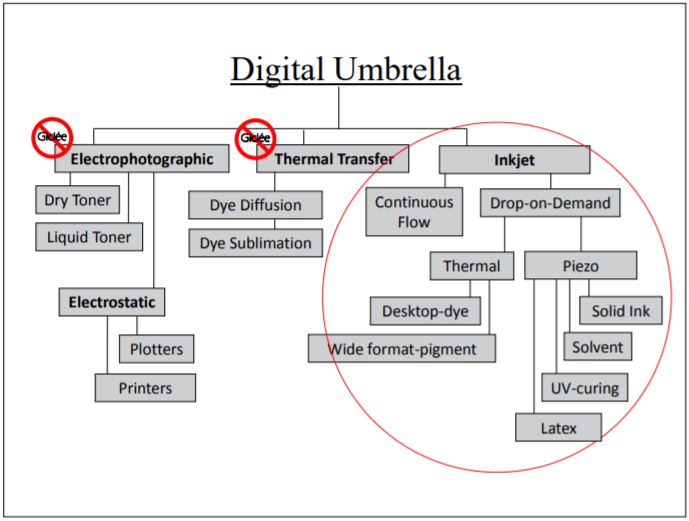 Digital Umbrella
Giclée
Giclée
Electrophotographic
Thermal Transfer
Inkjet
Dry Toner
Liquid Toner
Electrostatic
Plotters
Printers
Dye Diffusion
Dye Sublimation
Continuous
Flow
Drop-on-Demand
Thermal
Piezo
Desktop-dye
Wide format-pigment
Solid Ink
Solvent
UV-curing
Latex